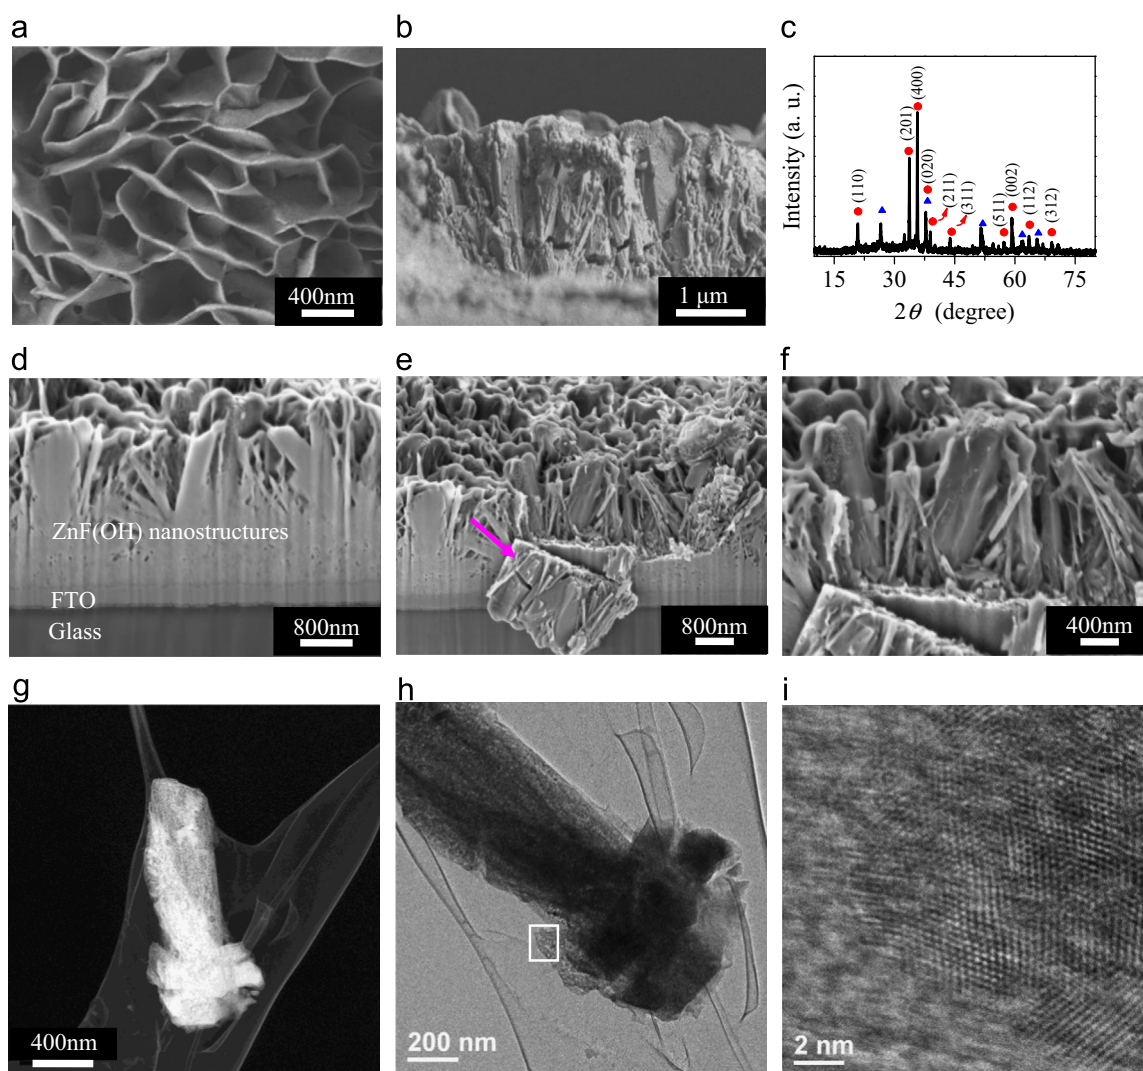 a
b
c
400nm
1 μm
Intensity (a. u.)
(110)
(201)
(400)
(020)
(211)
(311)
(511)
(002)
(112)
(312)
15 30 45 60 75
2θ (degree)
d
e
f
ZnF(OH) nanostructures
FTO
Glass
800nm
800nm
400nm
g
h
i
400nm
200 nm
2 nm